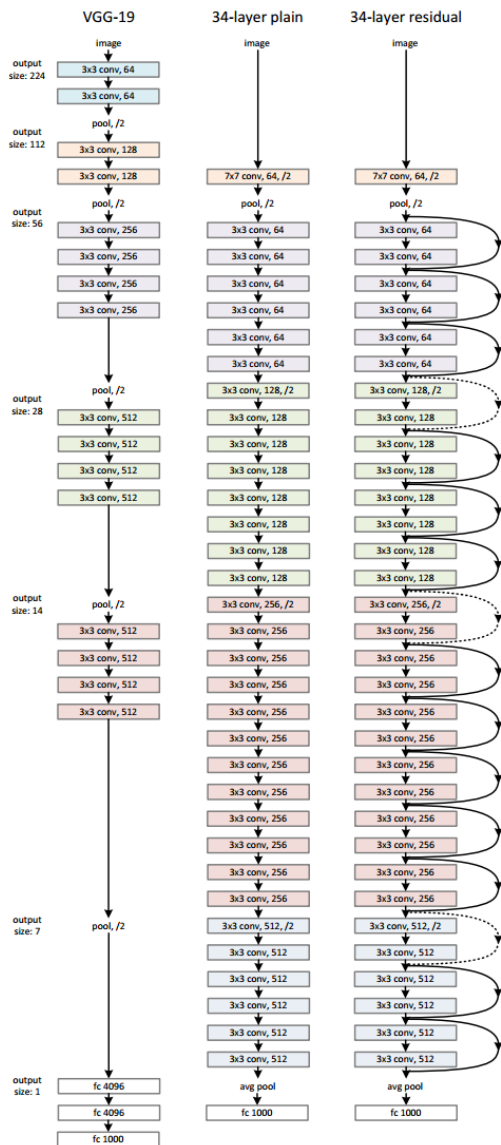 VGG-19
image
output
size: 224
3x3 conv, 64
3x3 conv, 64
pool, /2
output
size: 112
3x3 conv, 128
3x3 conv, 128
pool, /2
output
size: 56
3x3 conv, 256
3x3 conv, 256
3x3 conv, 256
3x3 conv, 256
pool, /2
output
size: 28
3x3 conv, 512
3x3 conv, 512
3x3 conv, 512
3x3 conv, 512
pool, /2
output
size: 14
3x3 conv, 512
3x3 conv, 512
3x3 conv, 512
3x3 conv, 512
output
size: 7
pool, /2
output
size: 1
fc 4096
fc 4096
fc 1000
34-layer plain
image
7x7 conv, 64, /2
pool, /2
3x3 conv, 64
3x3 conv, 64
3x3 conv, 64
3x3 conv, 64
3x3 conv, 64
3x3 conv, 64
3x3 conv, 128, /2
3x3 conv, 128
3x3 conv, 128
3x3 conv, 128
3x3 conv, 128
3x3 conv, 128
3x3 conv, 128
3x3 conv, 128
3x3 conv, 256, /2
3x3 conv, 256
3x3 conv, 256
3x3 conv, 256
3x3 conv, 256
3x3 conv, 256
3x3 conv, 256
3x3 conv, 256
3x3 conv, 256
3x3 conv, 256
3x3 conv, 256
3x3 conv, 256
3x3 conv, 512, /2
3x3 conv, 512
3x3 conv, 512
3x3 conv, 512
3x3 conv, 512
3x3 conv, 512
avg pool
fc 1000
34-layer residual
image
7x7 conv, 64, /2
pool, /2
3x3 conv, 64
3x3 conv, 64
3x3 conv, 64
3x3 conv, 64
3x3 conv, 64
3x3 conv, 64
3x3 conv, 128, /2
3x3 conv, 128
3x3 conv, 128
3x3 conv, 128
3x3 conv, 128
3x3 conv, 128
3x3 conv, 128
3x3 conv, 128
3x3 conv, 256, /2
3x3 conv, 256
3x3 conv, 256
3x3 conv, 256
3x3 conv, 256
3x3 conv, 256
3x3 conv, 256
3x3 conv, 256
3x3 conv, 256
3x3 conv, 256
3x3 conv, 256
3x3 conv, 256
3x3 conv, 512, /2
3x3 conv, 512
3x3 conv, 512
3x3 conv, 512
3x3 conv, 512
3x3 conv, 512
avg pool
fc 1000